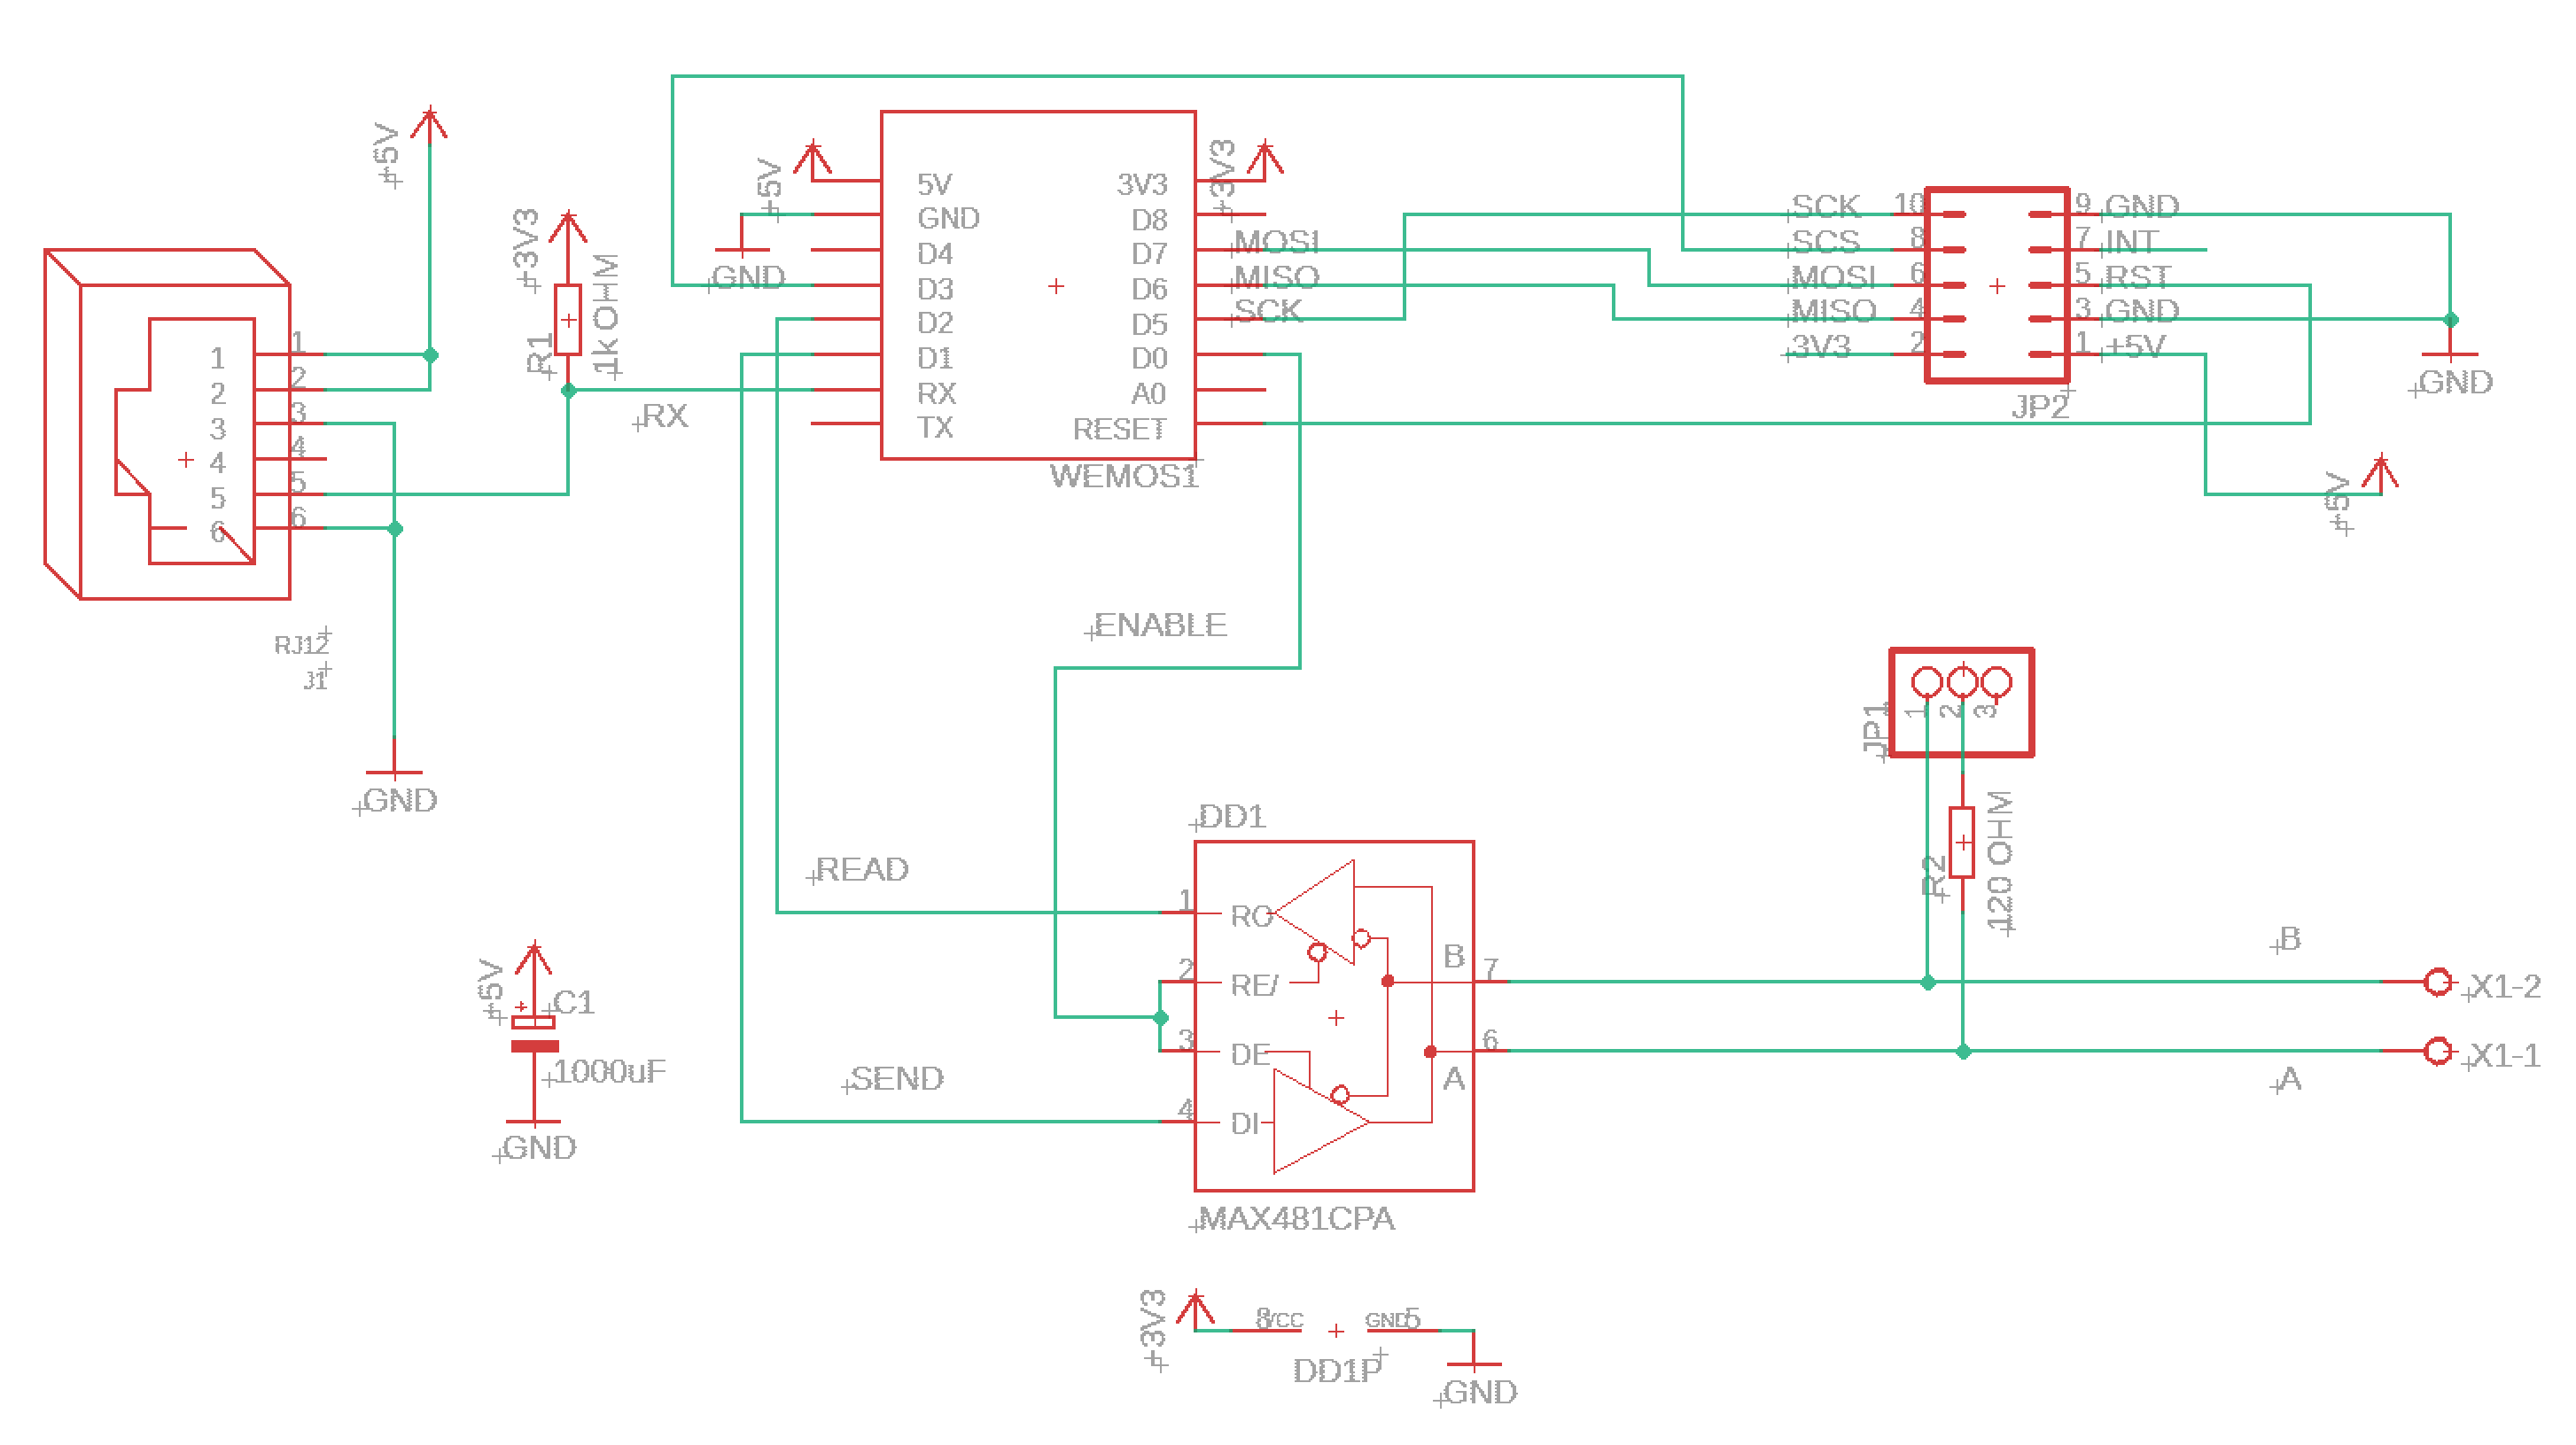 +5V
+3V3
R1
1k OHM
1 1
2 2
3 3
4 4
5 5
6 6
RJ12
J1
GND
RX
+5V
GND
5V
GND
D4
D3
D2
D1
RX
TX
3V3
D8
D7
D6
D5
D0
A0
RESET
WEMOS1
+3V3
MOSI
MISO
SCK
SCK 10
SCS 8
MOSI 6
MISO 4
3V3 2
9 GND
7 INT
5 RST
3 GND
1 +5V
JP2
GND
+5V
ENABLE
READ
SEND
JP1
1 2 3
R2
120 OHM
DD1
1 RO
2 RE/
3 DE
4 DI
B 7
A 6
MAX481CPA
B
X1-2
X1-1
A
+5V
C1
1000uF
GND
+3V3
8 VCC
GND 5
DD1P
GND